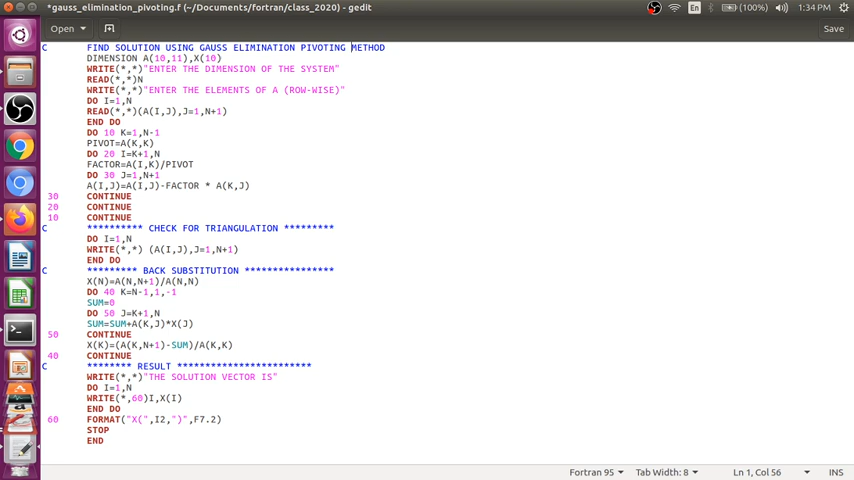 *gauss_elimination_pivoting.f (~/Documents/fortran/class_2020) - gedit
En (100%) 1:34 PM
Open Save
C FIND SOLUTION USING GAUSS ELIMINATION PIVOTING METHOD
DIMENSION A(10,11),X(10)
WRITE(*,*)"ENTER THE DIMENSION OF THE SYSTEM"
READ(*,*)N
WRITE(*,*)"ENTER THE ELEMENTS OF A (ROW-WISE)"
DO I=1,N
READ(*,*)(A(I,J),J=1,N+1)
END DO
DO 10 K=1,N-1
PIVOT=A(K,K)
DO 20 I=K+1,N
FACTOR=A(I,K)/PIVOT
DO 30 J=1,N+1
A(I,J)=A(I,J)-FACTOR * A(K,J)
30 CONTINUE
20 CONTINUE
10 CONTINUE
C ********** CHECK FOR TRIANGULATION *********
DO I=1,N
WRITE(*,*) (A(I,J),J=1,N+1)
END DO
C ********* BACK SUBSTITUTION ****************
X(N)=A(N,N+1)/A(N,N)
DO 40 K=N-1,1,-1
SUM=0
DO 50 J=K+1,N
SUM=SUM+A(K,J)*X(J)
50 CONTINUE
X(K)=(A(K,N+1)-SUM)/A(K,K)
40 CONTINUE
C ******** RESULT ************************
WRITE(*,*)"THE SOLUTION VECTOR IS"
DO I=1,N
WRITE(*,60)I,X(I)
END DO
60 FORMAT("X(",I2,")",F7.2)
STOP
END
Fortran 95 Tab Width: 8 Ln 1, Col 56 INS